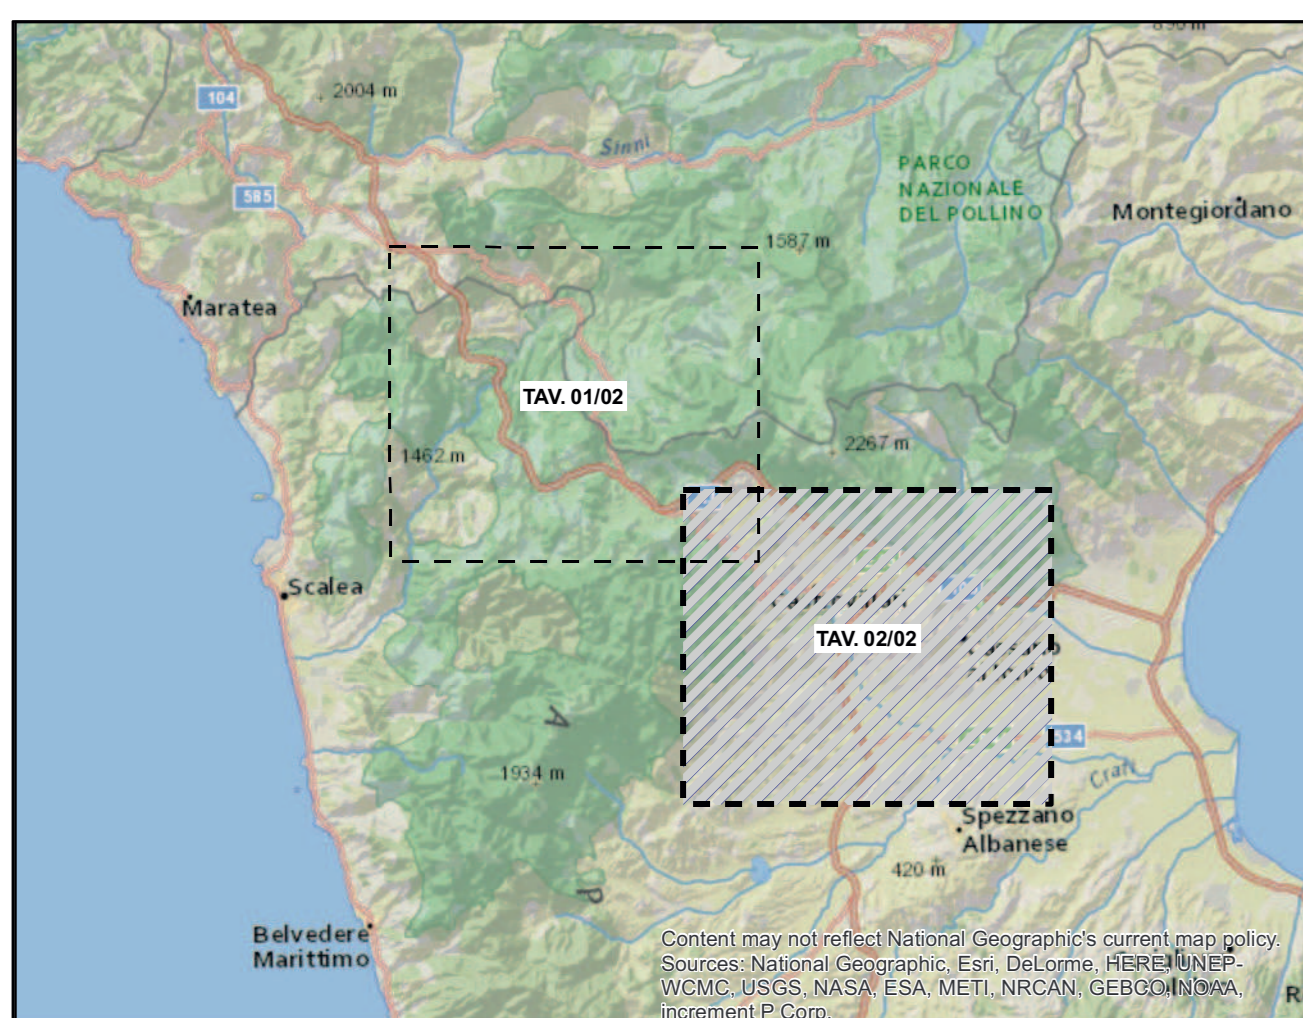 104
2004 m
Sinni
585
PARCO
NAZIONALE
DEL POLLINO
Montegiordano
1587 m
Maratea
TAV. 01/02
1462 m
2267 m
Scalea
TAV. 02/02
A
534
1934 m
Crati
Spezzano
Albanese
420 m
P
Belvedere
Marittimo
Content may not reflect National Geographic's current map policy.
Sources: National Geographic, Esri, DeLorme, HERE, UNEP-
WCMC, USGS, NASA, ESA, METI, NRCAN, GEBCO, NOAA,
increment P Corp.
R